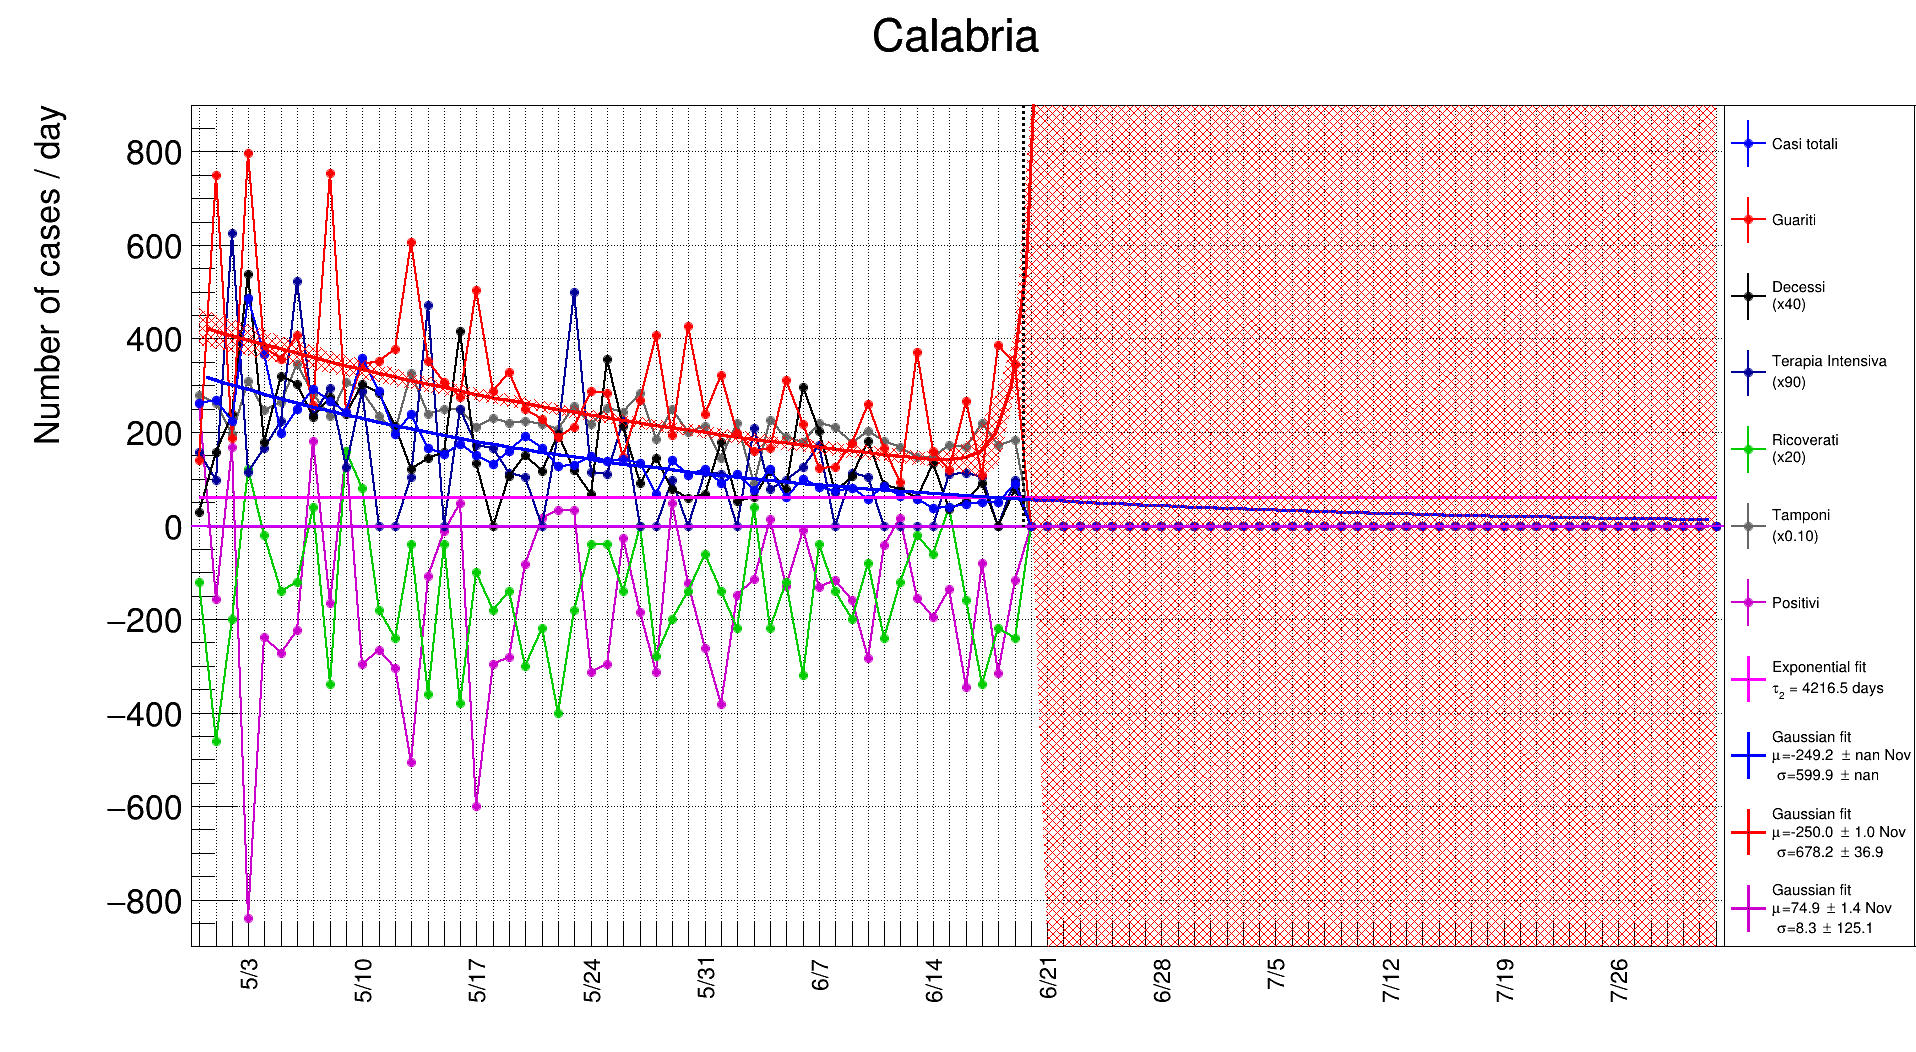 Calabria
Number of cases / day
800
600
400
200
0
−200
−400
−600
−800
5/3
5/10
5/17
5/24
5/31
6/7
6/14
6/21
6/28
7/5
7/12
7/19
7/26
Casi totali
Guariti
Decessi
(x40)
Terapia Intensiva
(x90)
Ricoverati
(x20)
Tamponi
(x0.10)
Positivi
Exponential fit
τ2 = 4216.5 days
Gaussian fit
μ=-249.2 ± nan Nov
σ=599.9 ± nan
Gaussian fit
μ=-250.0 ± 1.0 Nov
σ=678.2 ± 36.9
Gaussian fit
μ=74.9 ± 1.4 Nov
σ=8.3 ± 125.1